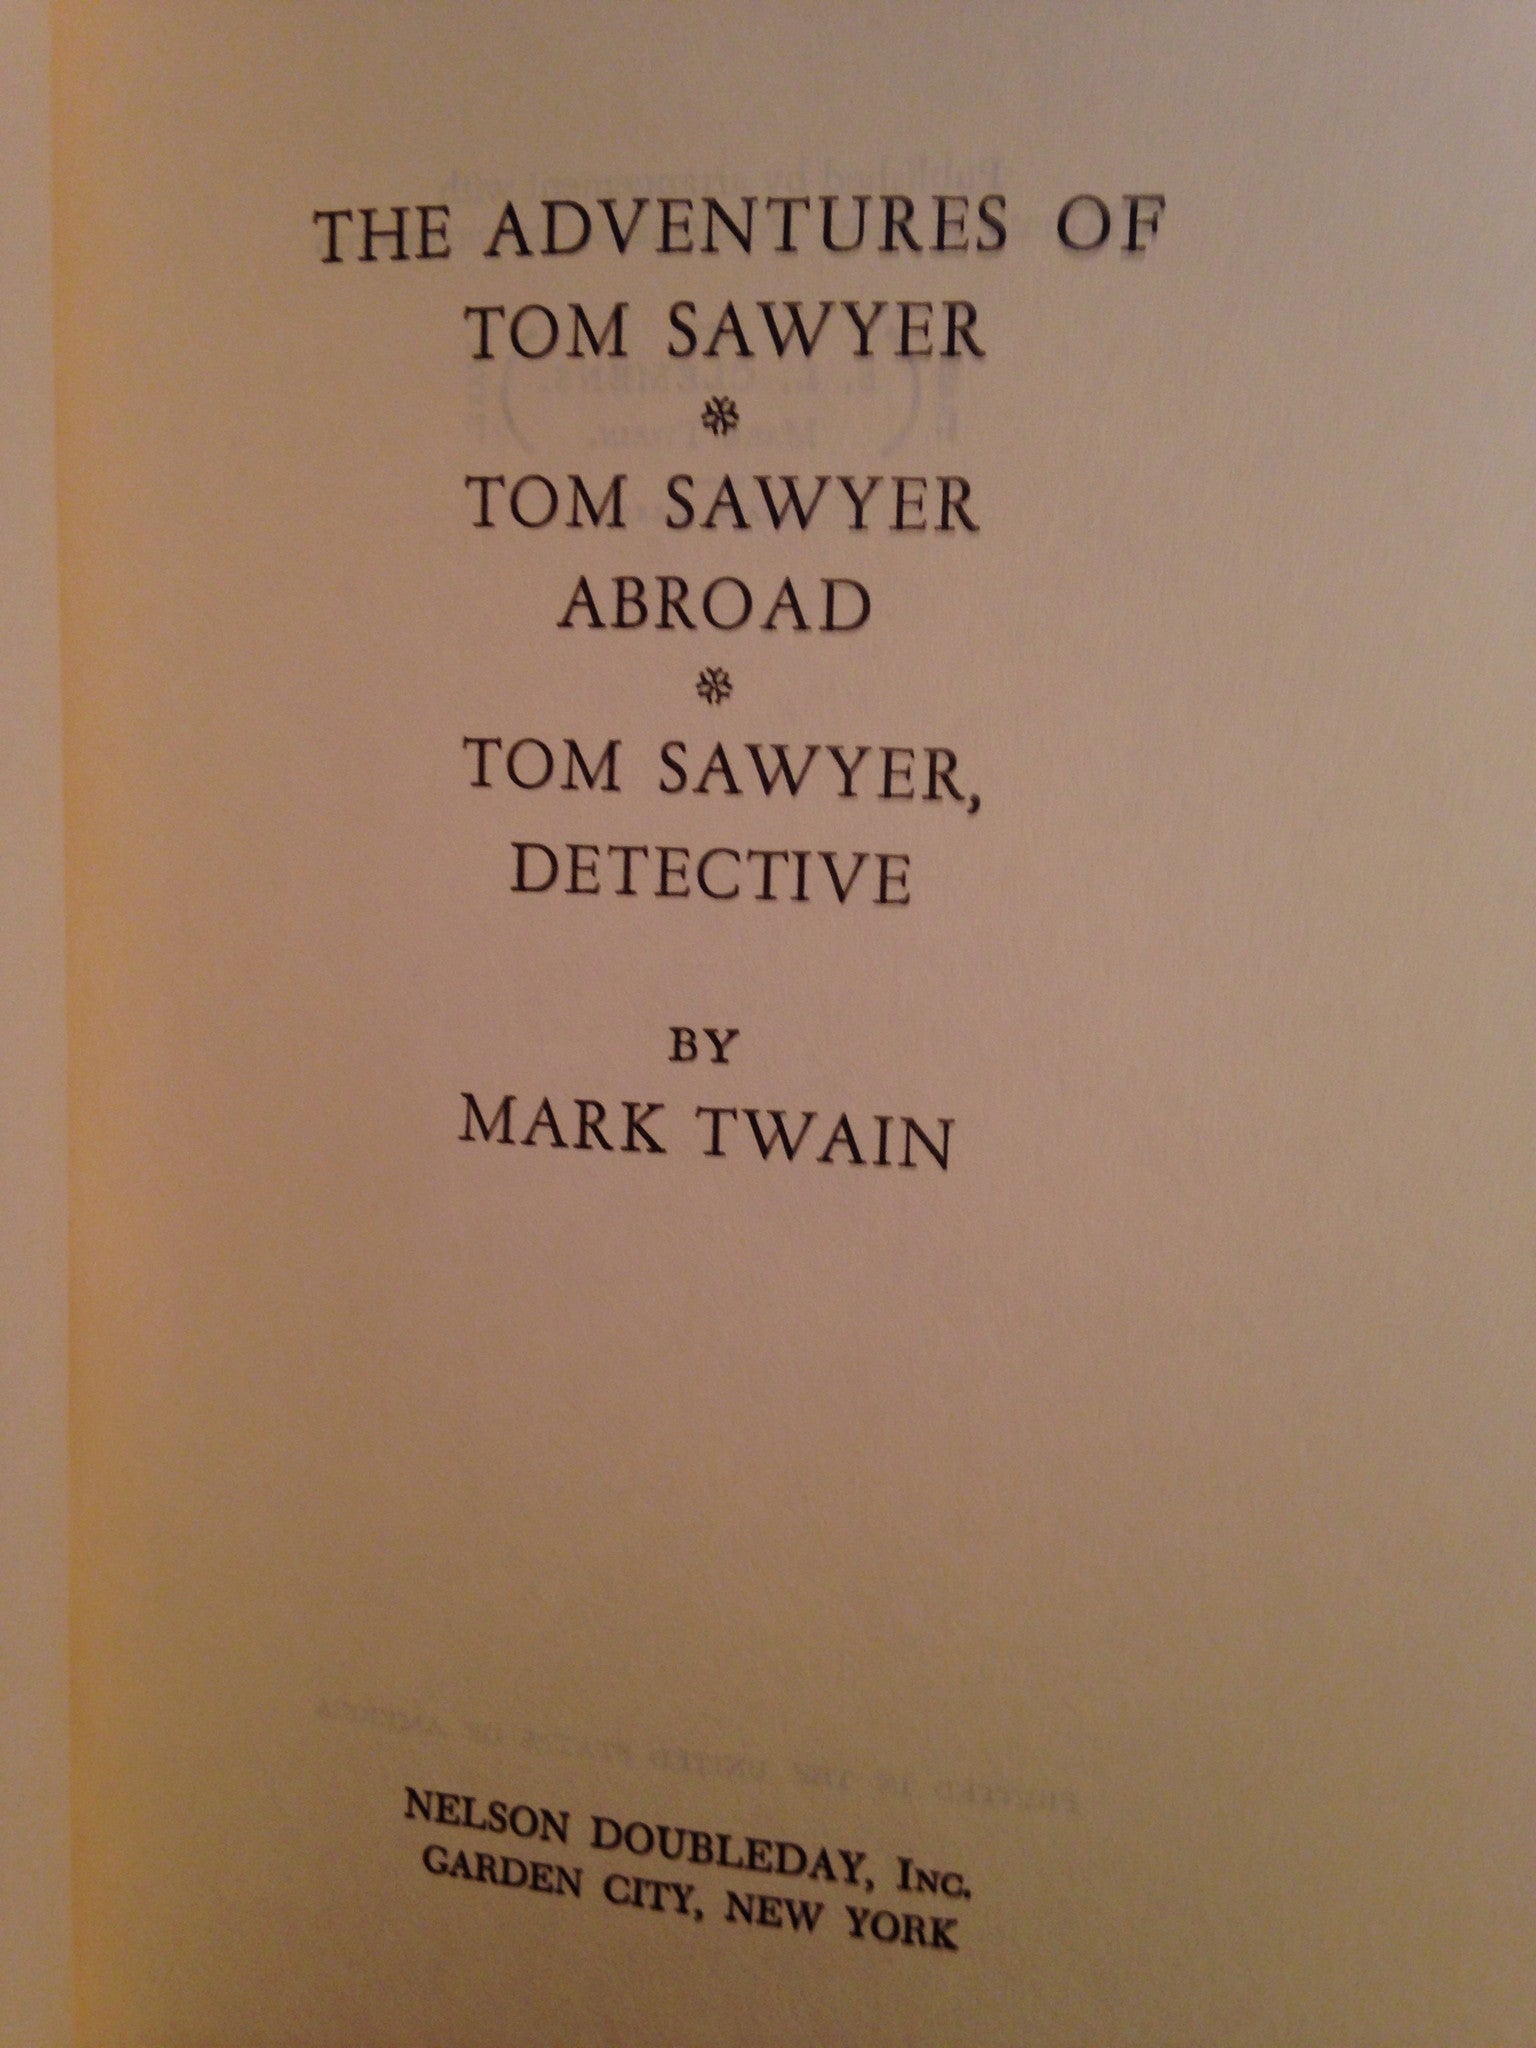 THE ADVENTURES OF
TOM SAWYER
TOM SAWYER
ABROAD
TOM SAWYER,
DETECTIVE
BY
MARK TWAIN
NELSON DOUBLEDAY, INC.
GARDEN CITY, NEW YORK